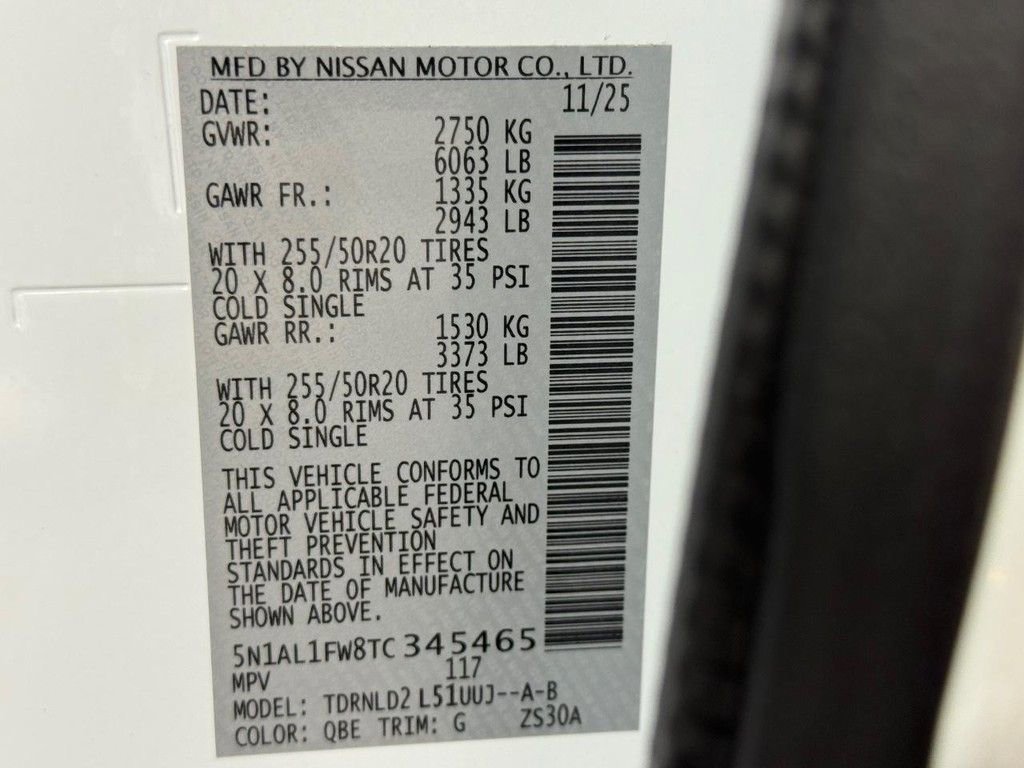 MFD BY NISSAN MOTOR CO., LTD.
DATE: 11/25
GVWR: 2750 KG
6063 LB
GAWR FR.: 1335 KG
2943 LB
WITH 255/50R20 TIRES
20 X 8.0 RIMS AT 35 PSI
COLD SINGLE
GAWR RR.: 1530 KG
3373 LB
WITH 255/50R20 TIRES
20 X 8.0 RIMS AT 35 PSI
COLD SINGLE
THIS VEHICLE CONFORMS TO
ALL APPLICABLE FEDERAL
MOTOR VEHICLE SAFETY AND
THEFT PREVENTION
STANDARDS IN EFFECT ON
THE DATE OF MANUFACTURE
SHOWN ABOVE.
5N1AL1FW8TC345465
MPV 117
MODEL: TDRNLD2 L51UUJ--A-B
COLOR: QBE TRIM: G ZS30A